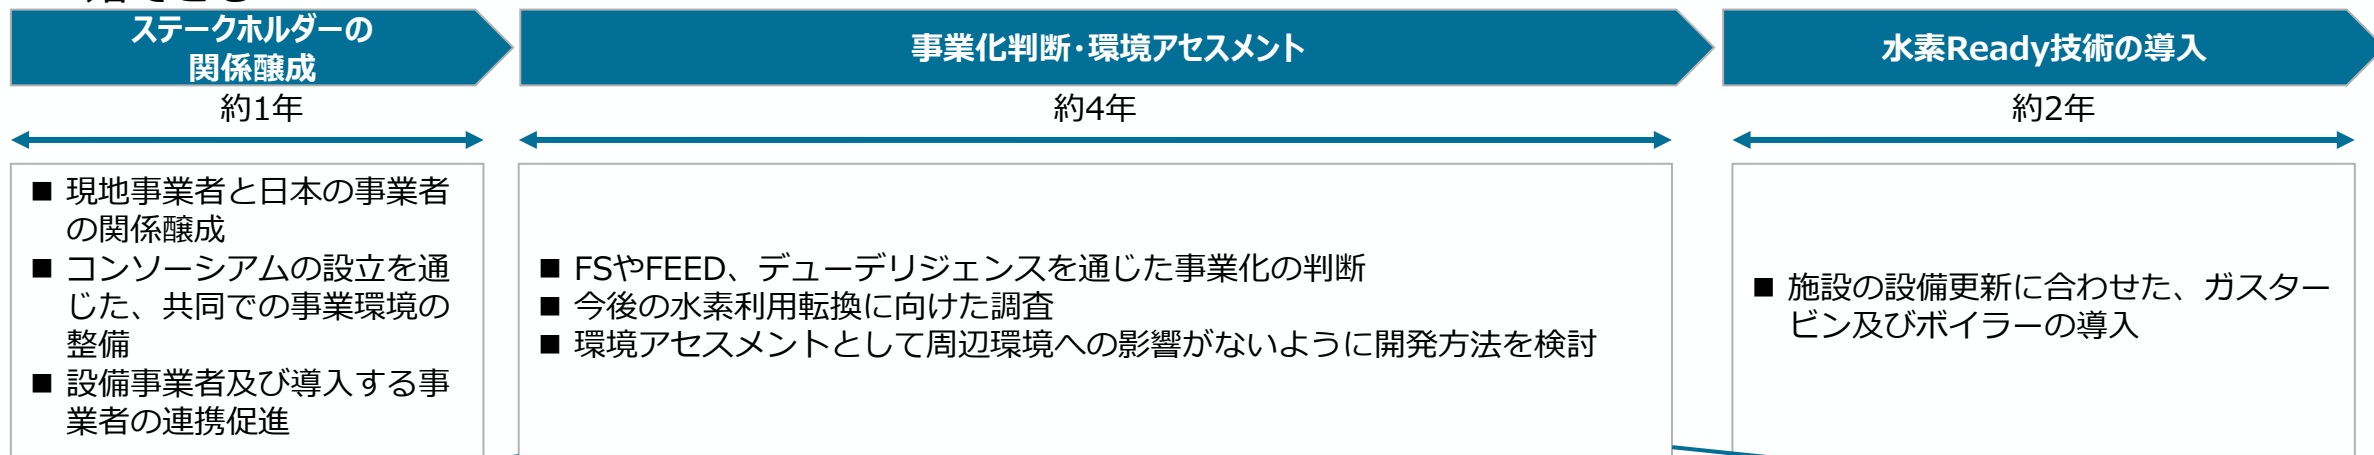 ステークホルダーの
関係醸成
事業化判断・環境アセスメント
水素Ready技術の導入
約1年
約4年
約2年
■ 現地事業者と日本の事業者
の関係醸成
■ コンソーシアムの設立を通
じた、共同での事業環境の
整備
■ 設備事業者及び導入する事
業者の連携促進
■ FSやFEED、デューデリジェンスを通じた事業化の判断
■ 今後の水素利用転換に向けた調査
■ 環境アセスメントとして周辺環境への影響がないように開発方法を検討
■ 施設の設備更新に合わせた、ガスター
ビン及びボイラーの導入